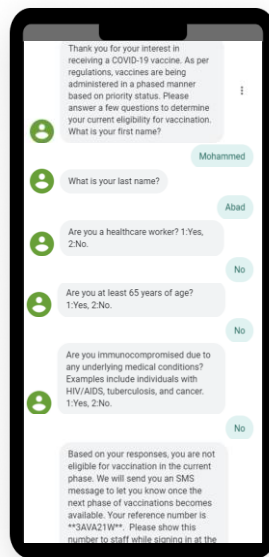 Thank you for your interest in
receiving a COVID-19 vaccine. As per
regulations, vaccines are being
administered in a phased manner
based on priority status. Please
answer a few questions to determine
your current eligibility for vaccination.
What is your first name?
Mohammed
What is your last name?
Abad
Are you a healthcare worker? 1:Yes,
2:No.
No
Are you at least 65 years of age?
1:Yes, 2:No.
No
Are you immunocompromised due to
any underlying medical conditions?
Examples include individuals with
HIV/AIDS, tuberculosis, and cancer.
1:Yes, 2:No.
No
Based on your responses, you are not
eligible for vaccination in the current
phase. We will send you an SMS
message to let you know once the
next phase of vaccinations becomes
available. Your reference number is
**3AVA21W**. Please show this
number to staff while signing in at the